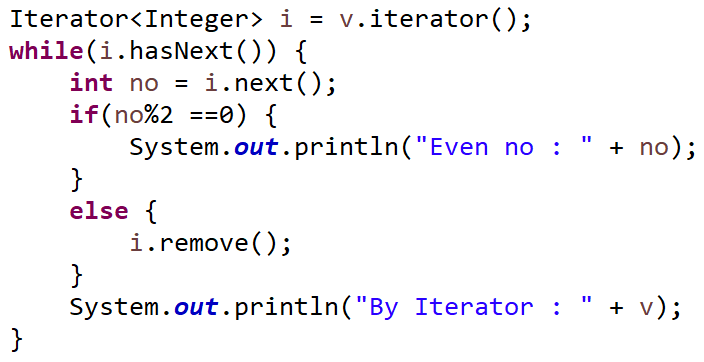 Iterator<Integer> i = v.iterator();
while(i.hasNext()) {
    int no = i.next();
    if(no%2 ==0) {
        System.out.println("Even no : " + no);
    }
    else {
        i.remove();
    }
    System.out.println("By Iterator : " + v);
}